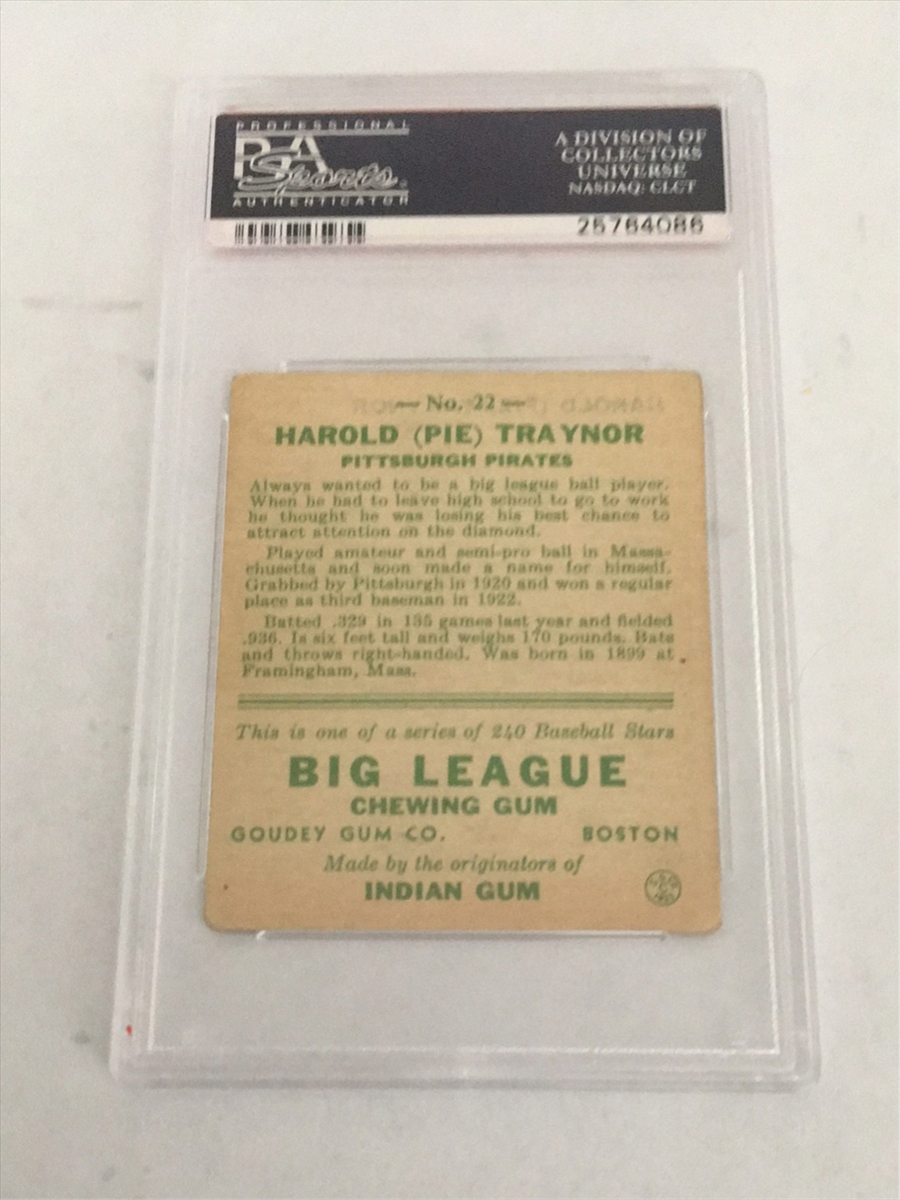 PROFESSIONAL
PSA
Sports
AUTHENTICATOR
A DIVISION OF
COLLECTORS
UNIVERSE
NASDAQ: CLCT
25764086
No. 22
HAROLD (PIE) TRAYNOR
PITTSBURGH PIRATES
Always wanted to be a big league ball player.
When he had to leave high school to go to work
he thought he was losing his best chance to
attract attention on the diamond.
Played amateur and semi-pro ball in Massa-
chusetts and soon made a name for himself.
Grabbed by Pittsburgh in 1920 and won a regular
place as third baseman in 1922.
Batted .329 in 135 games last year and fielded
.936. Is six feet tall and weighs 170 pounds. Bats
and throws right-handed. Was born in 1899 at
Framingham, Mass.
This is one of a series of 240 Baseball Stars
BIG LEAGUE
CHEWING GUM
GOUDEY GUM CO. BOSTON
Made by the originators of
INDIAN GUM